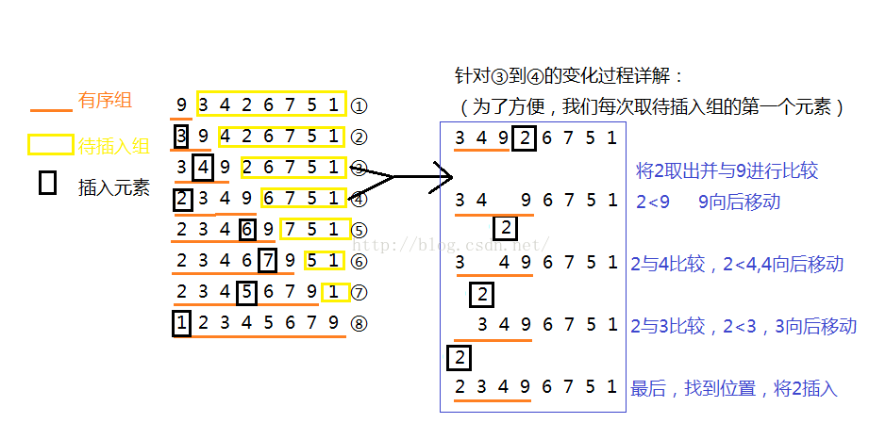 有序组
待插入组
插入元素
9 3 4 2 6 7 5 1 ①
3 9 4 2 6 7 5 1 ②
3 4 9 2 6 7 5 1 ③
2 3 4 9 6 7 5 1 ④
2 3 4 6 9 7 5 1 ⑤
2 3 4 6 7 9 5 1 ⑥
2 3 4 5 6 7 9 1 ⑦
1 2 3 4 5 6 7 9 ⑧
http://blog.csdn.net/
针对③到④的变化过程详解：
（为了方便，我们每次取待插入组的第一个元素）
3 4 9 2 6 7 5 1
将2取出并与9进行比较
3 4 9 6 7 5 1
2<9 9向后移动
2
3 4 9 6 7 5 1
2与4比较，2<4,4向后移动
2
3 4 9 6 7 5 1
2与3比较，2<3，3向后移动
2
2 3 4 9 6 7 5 1
最后，找到位置，将2插入